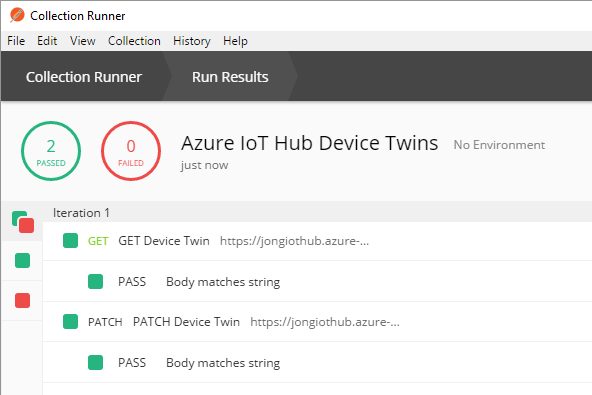 Collection Runner
File Edit View Collection History Help
Collection Runner Run Results
2 PASSED 0 FAILED Azure IoT Hub Device Twins No Environment
just now
Iteration 1
GET GET Device Twin https://jongiothub.azure-...
PASS Body matches string
PATCH PATCH Device Twin https://jongiothub.azure-...
PASS Body matches string